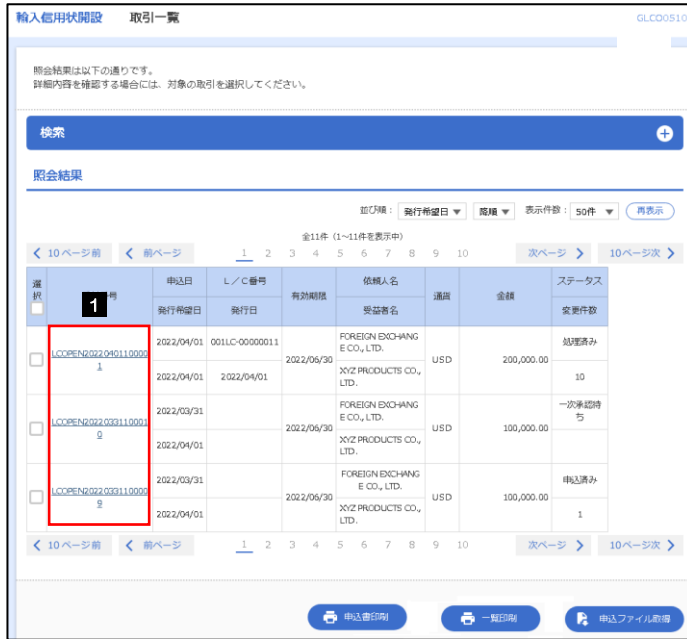 輸入信用状開設 取引一覧 GLCO0510
照会結果は以下の通りです。
詳細内容を確認する場合には、対象の取引を選択してください。
検索
照会結果
並び順： 発行希望日 降順 表示件数： 50件 再表示
全11件（1～11件を表示中）
10ページ前 前ページ 1 2 3 4 5 6 7 8 9 10 次ページ 10ページ次
選択 1 号 申込日 L／C番号 有効期限 依頼人名 通貨 金額 ステータス
発行希望日 発行日 受益者名 変更件数
LCOPEN20220401100001 2022/04/01 001LC-00000011 2022/06/30 FOREIGN EXCHANGE CO., LTD. USD 200,000.00 処理済み
2022/04/01 2022/04/01 XYZ PRODUCTS CO., LTD. 10
LCOPEN20220331100010 2022/03/31 2022/06/30 FOREIGN EXCHANGE CO., LTD. USD 100,000.00 一次承認待ち
2022/04/01 XYZ PRODUCTS CO., LTD.
LCOPEN20220331100009 2022/03/31 2022/06/30 FOREIGN EXCHANGE CO., LTD. USD 100,000.00 申込済み
2022/04/01 XYZ PRODUCTS CO., LTD. 1
10ページ前 前ページ 1 2 3 4 5 6 7 8 9 10 次ページ 10ページ次
申込書印刷 一覧印刷 申込ファイル取得